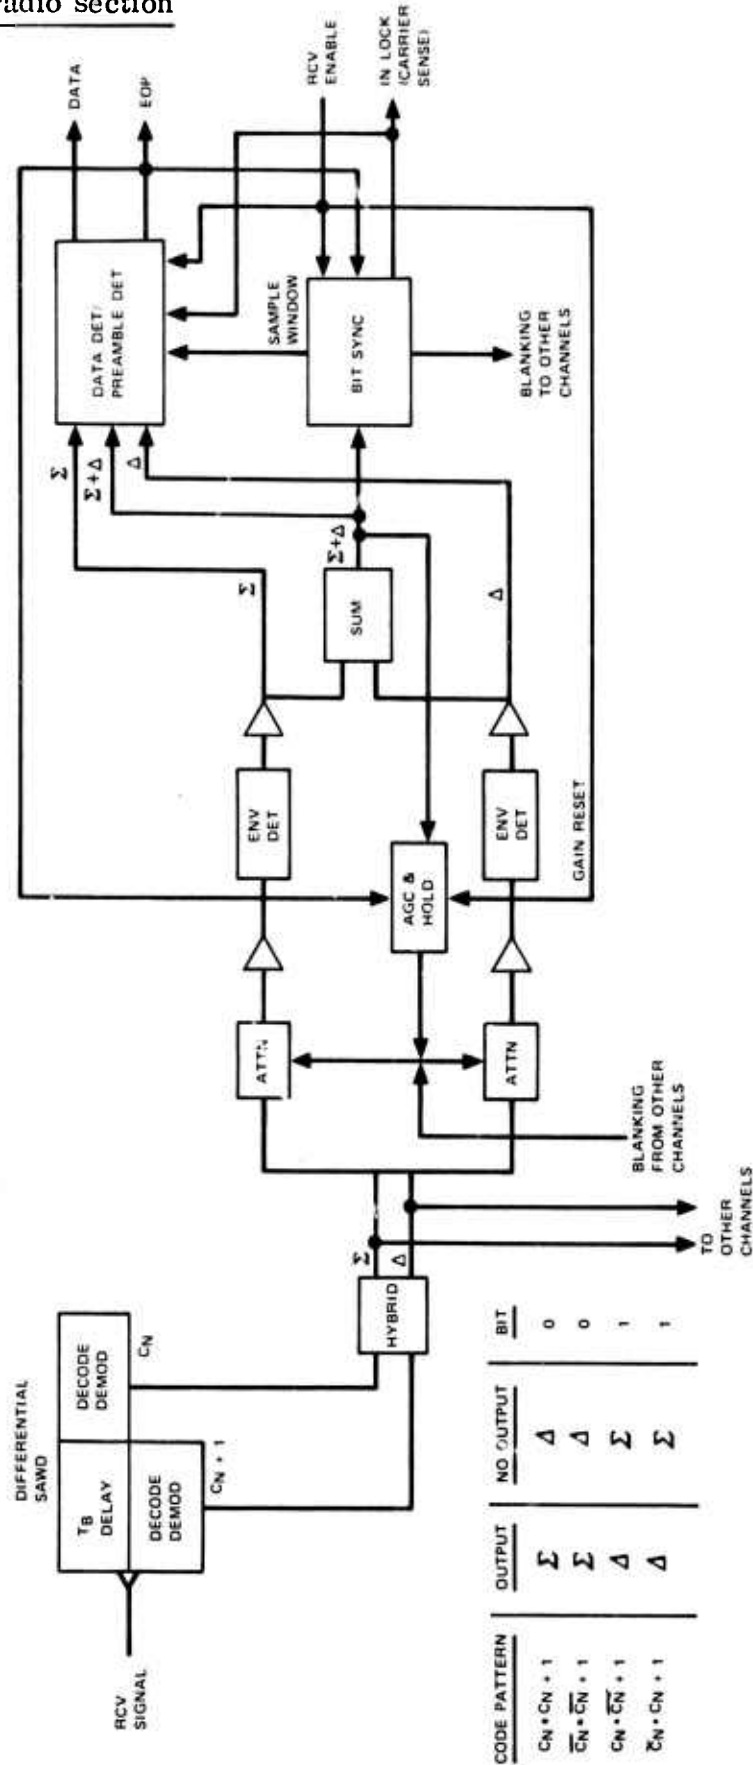 radio section
DIFFERENTIAL
SAWD
RCV
SIGNAL
TB
DELAY
DECODE
DEMOD
DECODE
DEMOD
CN
CN + 1
HYBRID
Σ
Δ
TO
OTHER
CHANNELS
BLANKING
FROM OTHER
CHANNELS
ATTN
ATTN
AGC &
HOLD
ENV
DET
ENV
DET
GAIN RESET
Σ
SUM
Σ+Δ
Δ
Σ
Σ+Δ
Δ
DATA DET/
PREAMBLE DET
SAMPLE
WINDOW
BIT SYNC
BLANKING
TO OTHER
CHANNELS
DATA
EOP
RCV
ENABLE
IN LOCK
(CARRIER
SENSE)
CODE PATTERN OUTPUT NO OUTPUT BIT
CN • CN + 1 Σ Δ 0
C̅N • C̅N + 1 Σ Δ 0
CN • C̅N + 1 Δ Σ 1
C̅N • CN + 1 Δ Σ 1